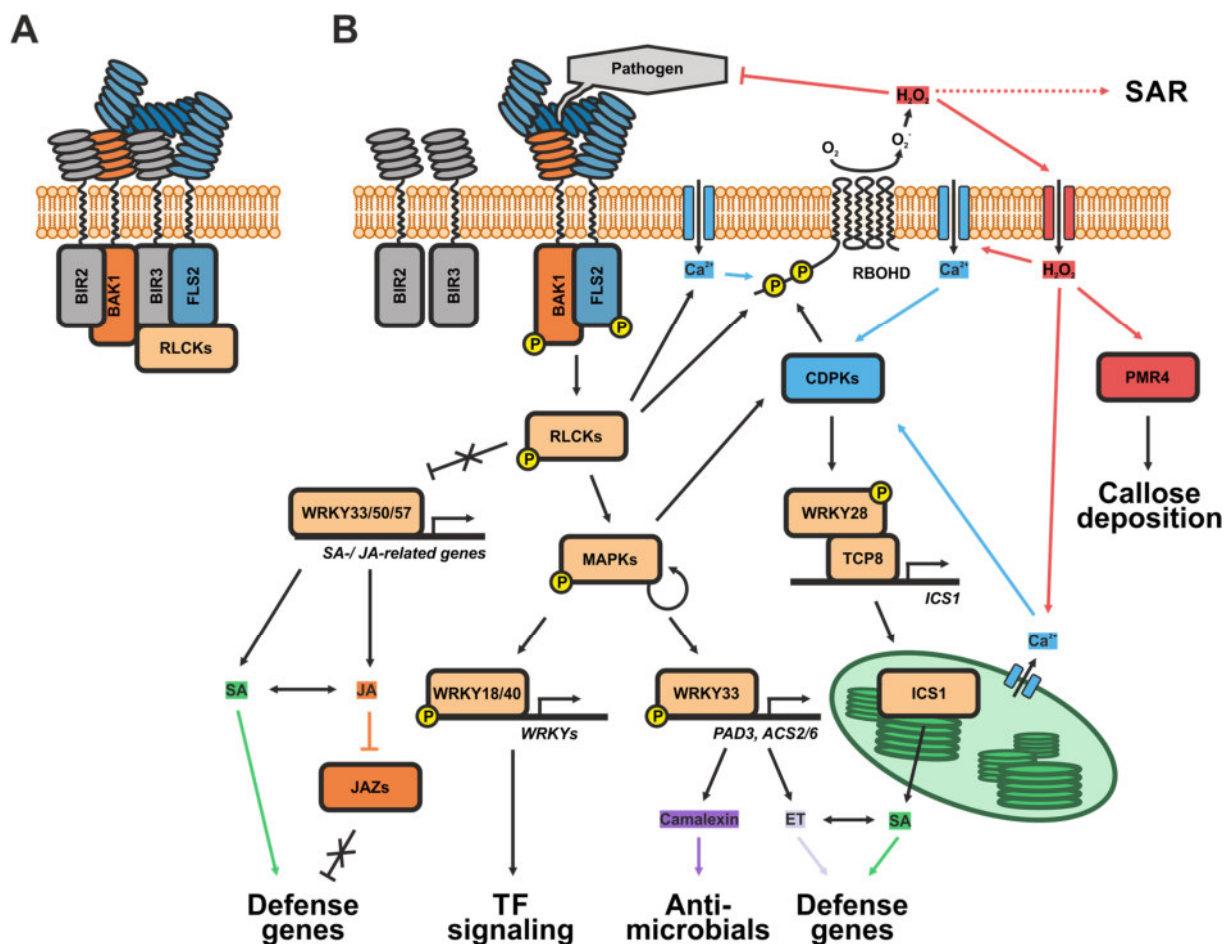 A
B
Pathogen
H₂O₂
SAR
O₂
O₂⁻
BIR2
BAK1
BIR3
FLS2
RLCKs
BIR2
BIR3
BAK1
FLS2
P
P
Ca²⁺
P
P
RBOHD
Ca²⁺
H₂O₂
CDPKs
PMR4
RLCKs
P
Callose
deposition
WRKY33/50/57
SA-/ JA-related genes
MAPKs
P
WRKY28
P
TCP8
ICS1
Ca²⁺
SA
JA
WRKY18/40
P
WRKYs
WRKY33
P
PAD3, ACS2/6
ICS1
JAZs
Camalexin
ET
SA
Defense
genes
TF
signaling
Anti-
microbials
Defense
genes